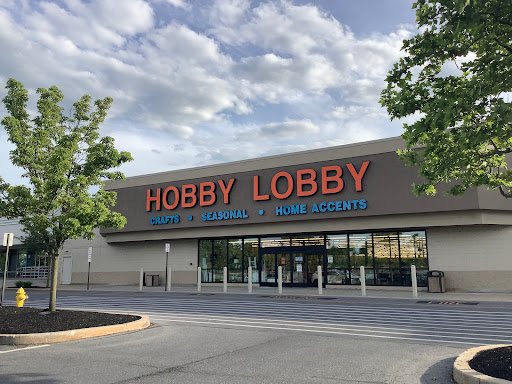 HOBBY LOBBY
CRAFTS • SEASONAL • HOME ACCENTS